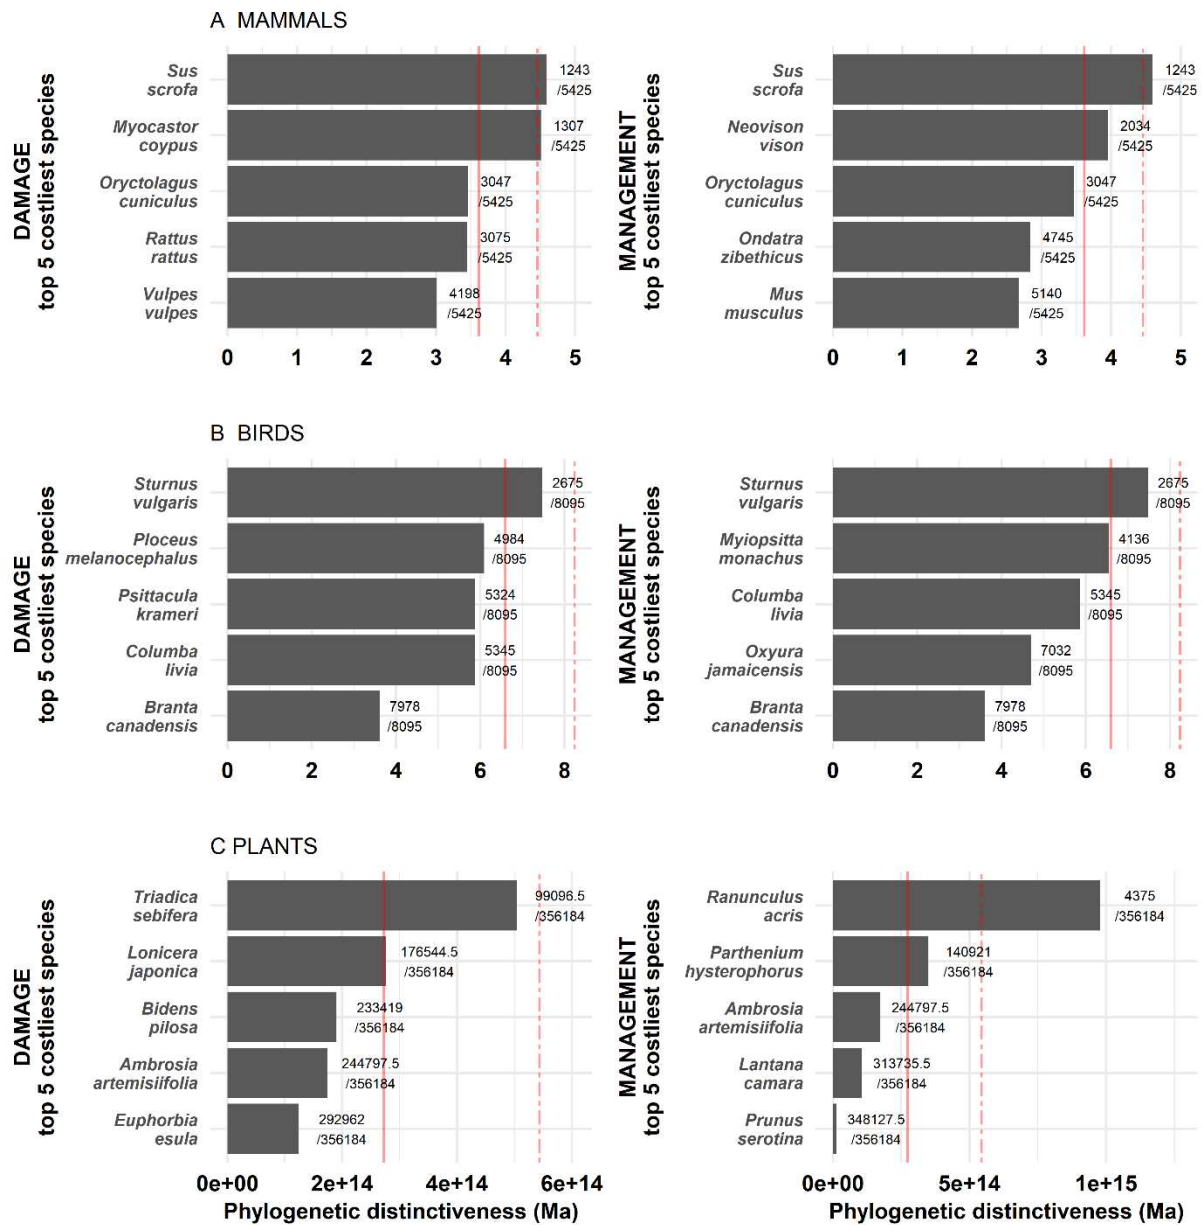 A MAMMALS
DAMAGE
top 5 costliest species
Sus
scrofa
1243
/5425
Myocastor
coypus
1307
/5425
Oryctolagus
cuniculus
3047
/5425
Rattus
rattus
3075
/5425
Vulpes
vulpes
4198
/5425
0 1 2 3 4 5
MANAGEMENT
top 5 costliest species
Sus
scrofa
1243
/5425
Neovison
vison
2034
/5425
Oryctolagus
cuniculus
3047
/5425
Ondatra
zibethicus
4745
/5425
Mus
musculus
5140
/5425
0 1 2 3 4 5
B BIRDS
DAMAGE
top 5 costliest species
Sturnus
vulgaris
2675
/8095
Ploceus
melanocephalus
4984
/8095
Psittacula
krameri
5324
/8095
Columba
livia
5345
/8095
Branta
canadensis
7978
/8095
0 2 4 6 8
MANAGEMENT
top 5 costliest species
Sturnus
vulgaris
2675
/8095
Myiopsitta
monachus
4136
/8095
Columba
livia
5345
/8095
Oxyura
jamaicensis
7032
/8095
Branta
canadensis
7978
/8095
0 2 4 6 8
C PLANTS
DAMAGE
top 5 costliest species
Triadica
sebifera
99096.5
/356184
Lonicera
japonica
176544.5
/356184
Bidens
pilosa
233419
/356184
Ambrosia
artemisiifolia
244797.5
/356184
Euphorbia
esula
292962
/356184
0e+00 2e+14 4e+14 6e+14
Phylogenetic distinctiveness (Ma)
MANAGEMENT
top 5 costliest species
Ranunculus
acris
4375
/356184
Parthenium
hysterophorus
140921
/356184
Ambrosia
artemisiifolia
244797.5
/356184
Lantana
camara
313735.5
/356184
Prunus
serotina
348127.5
/356184
0e+00 5e+14 1e+15
Phylogenetic distinctiveness (Ma)